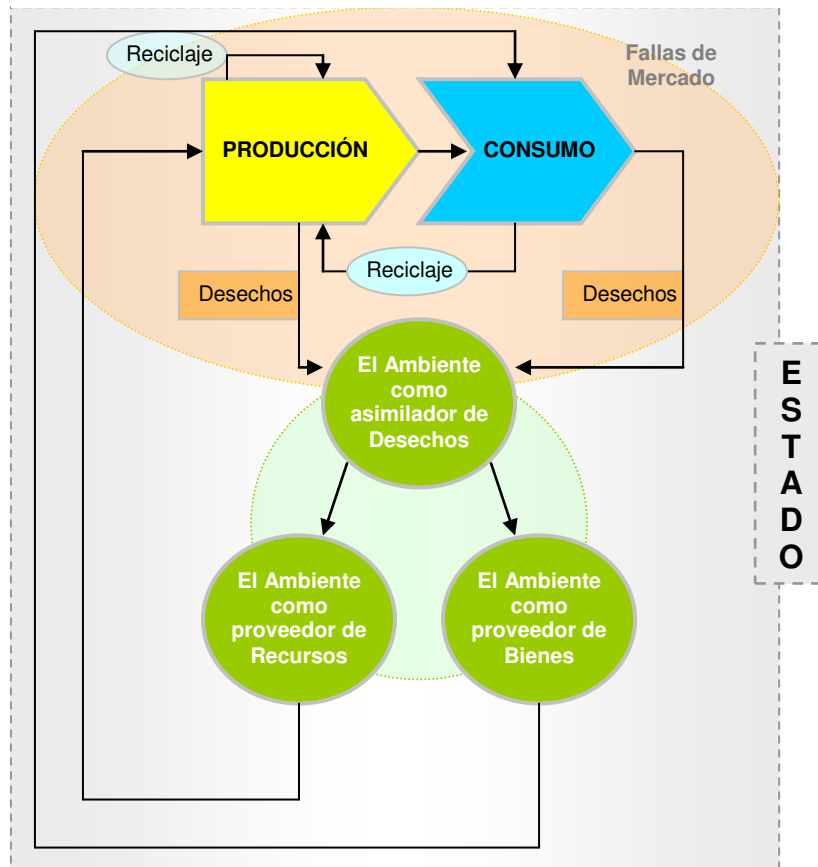 Reciclaje
Fallas de
Mercado
PRODUCCIÓN
CONSUMO
Reciclaje
Desechos
Desechos
El Ambiente
como
asimilador de
Desechos
E
S
T
A
D
O
El Ambiente
como
proveedor de
Recursos
El Ambiente
como
proveedor de
Bienes